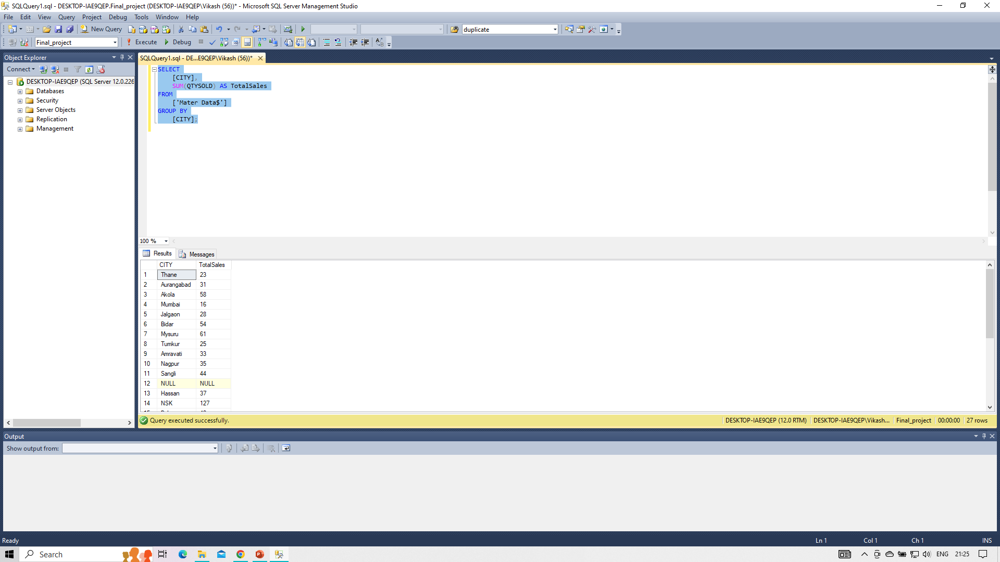 SQLQuery1.sql - DESKTOP-IAE9QEP.Final_project (DESKTOP-IAE9QEP\Vikash (56))* - Microsoft SQL Server Management Studio
File Edit View Query Project Debug Tools Window Help
New Query duplicate
Final_project Execute Debug
Object Explorer
SQLQuery1.sql - DE...E9QEP\Vikash (56))*
Connect
DESKTOP-IAE9QEP (SQL Server 12.0.226
Databases
Security
Server Objects
Replication
Management
SELECT
[CITY],
SUM(QTYSOLD) AS TotalSales
FROM
['Mater Data$']
GROUP BY
[CITY];
100 %
Results Messages
CITY TotalSales
1 Thane 23
2 Aurangabad 31
3 Akola 58
4 Mumbai 16
5 Jalgaon 28
6 Bidar 54
7 Mysuru 61
8 Tumkur 25
9 Amravati 33
10 Nagpur 35
11 Sangli 44
12 NULL NULL
13 Hassan 37
14 NSK 127
Query executed successfully. DESKTOP-IAE9QEP (12.0 RTM) DESKTOP-IAE9QEP\Vikash... Final_project 00:00:00 27 rows
Output
Show output from:
Ready Ln 1 Col 1 Ch 1 INS
Search ENG 21:25